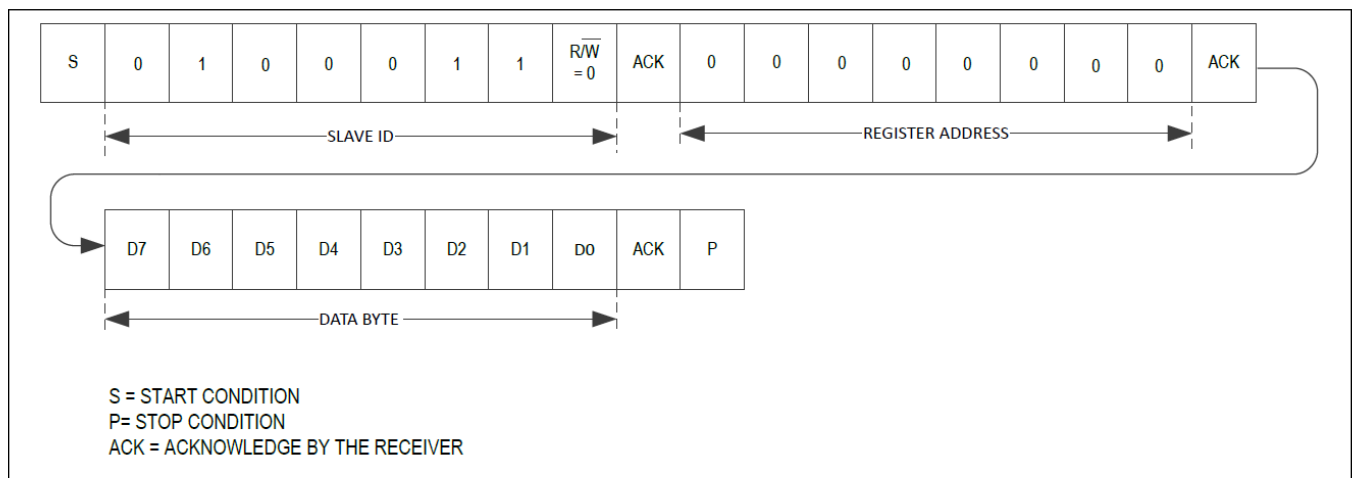 S 0 1 0 0 0 1 1 R/W̅ = 0 ACK 0 0 0 0 0 0 0 0 ACK
SLAVE ID REGISTER ADDRESS
D7 D6 D5 D4 D3 D2 D1 D0 ACK P
DATA BYTE
S = START CONDITION
P= STOP CONDITION
ACK = ACKNOWLEDGE BY THE RECEIVER